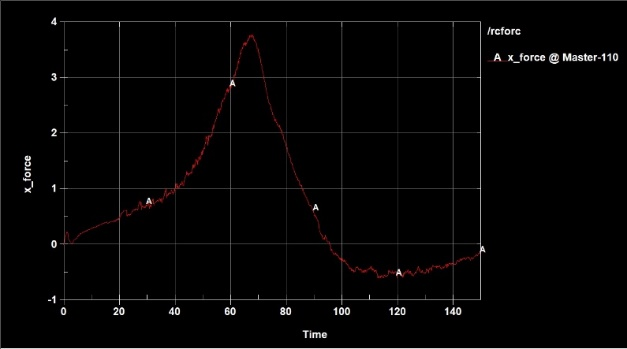 /rcforc
A x_force @ Master-110
x_force
4
3
2
1
0
-1
A
A
A
A
A
0 20 40 60 80 100 120 140
Time